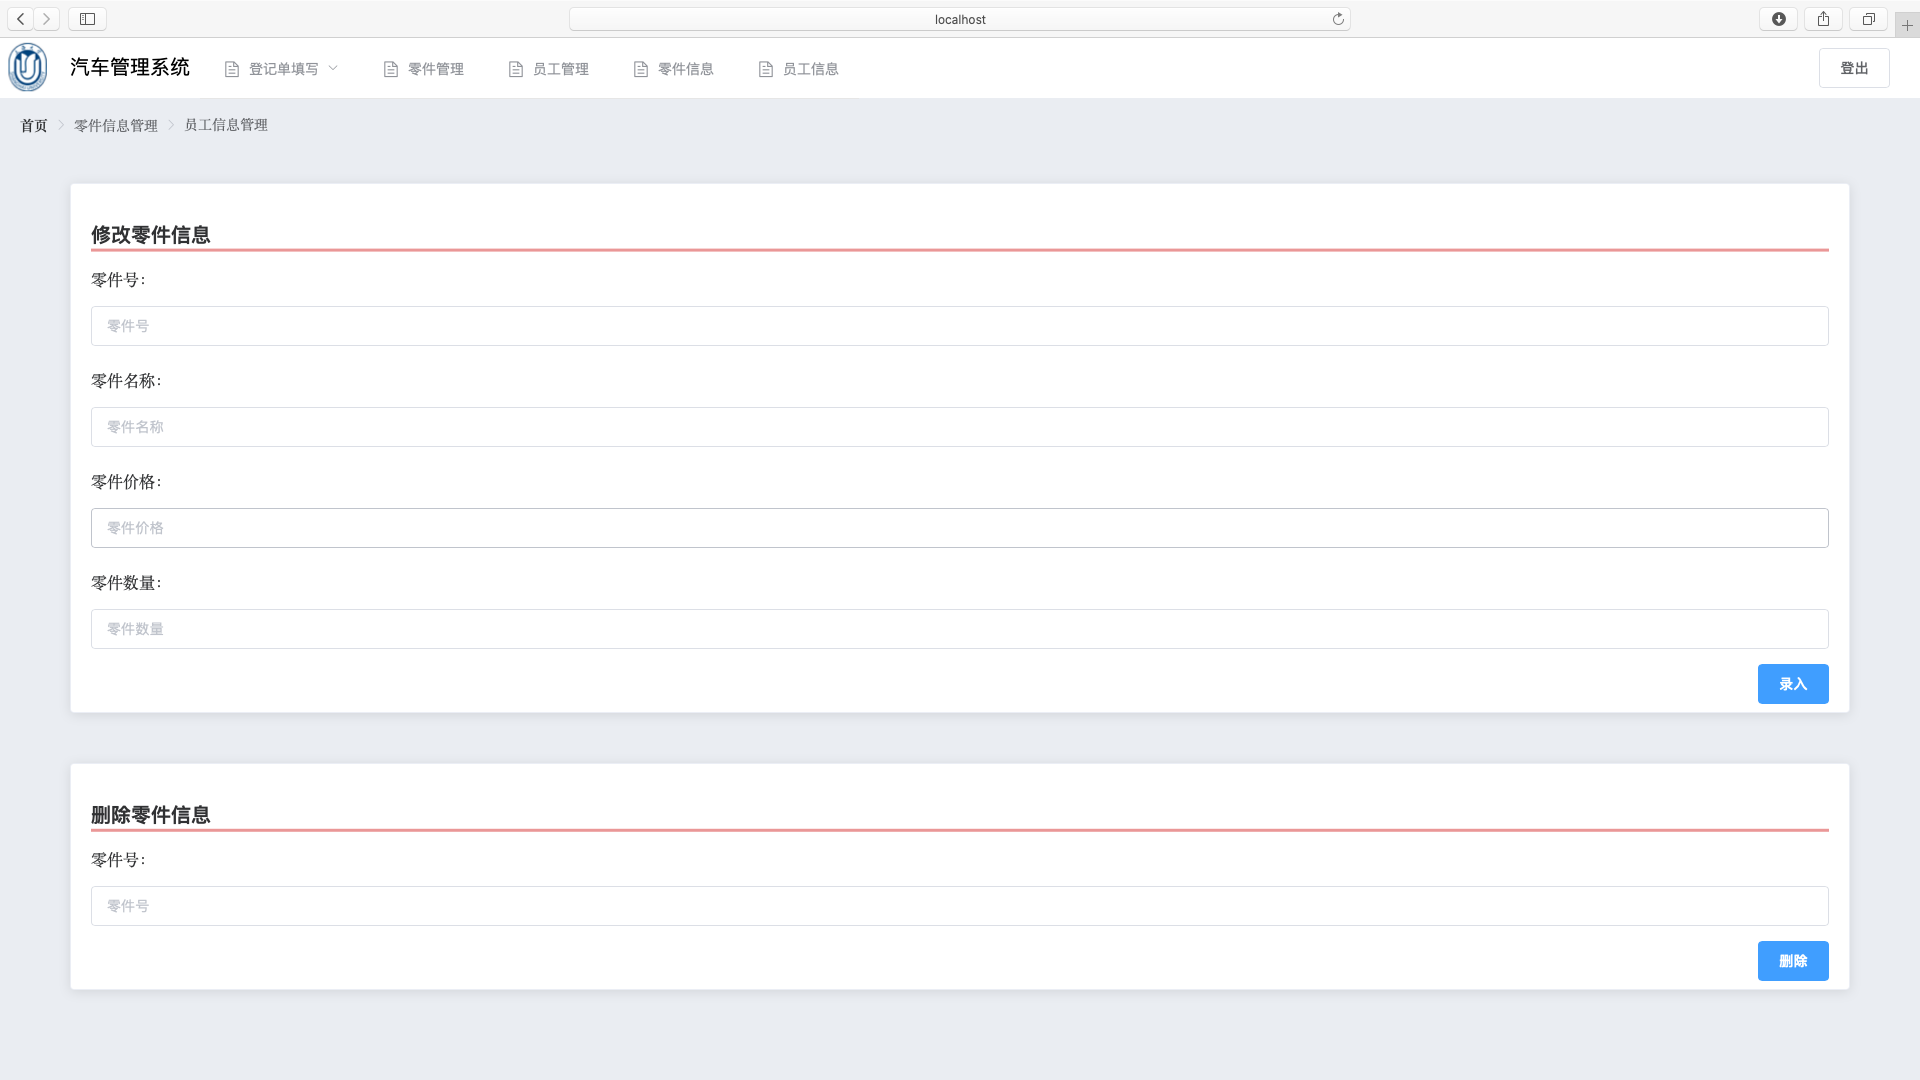 localhost
汽车管理系统 登记单填写 零件管理 员工管理 零件信息 员工信息 登出
首页 零件信息管理 员工信息管理
修改零件信息
零件号:
零件号
零件名称:
零件名称
零件价格:
零件价格
零件数量:
零件数量
录入
删除零件信息
零件号:
零件号
删除